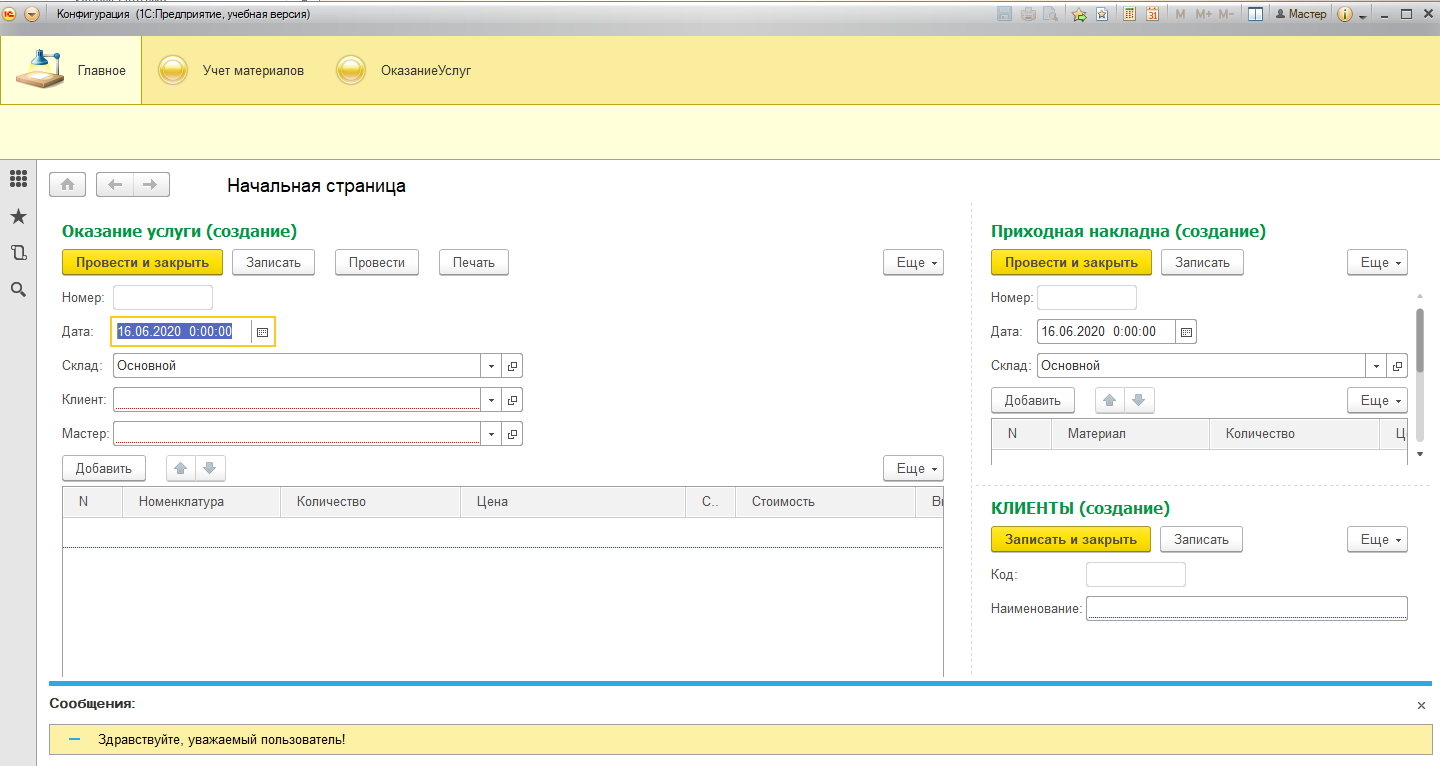 Конфигурация (1С:Предприятие, учебная версия)
M M+ M- Мастер
Главное
Учет материалов
ОказаниеУслуг
Начальная страница
Оказание услуги (создание)
Провести и закрыть Записать Провести Печать Еще
Номер:
Дата: 16.06.2020 0:00:00
Склад: Основной
Клиент:
Мастер:
Добавить Еще
N Номенклатура Количество Цена С.. Стоимость
Приходная накладна (создание)
Провести и закрыть Записать Еще
Номер:
Дата: 16.06.2020 0:00:00
Склад: Основной
Добавить Еще
N Материал Количество
КЛИЕНТЫ (создание)
Записать и закрыть Записать Еще
Код:
Наименование:
Сообщения:
Здравствуйте, уважаемый пользователь!